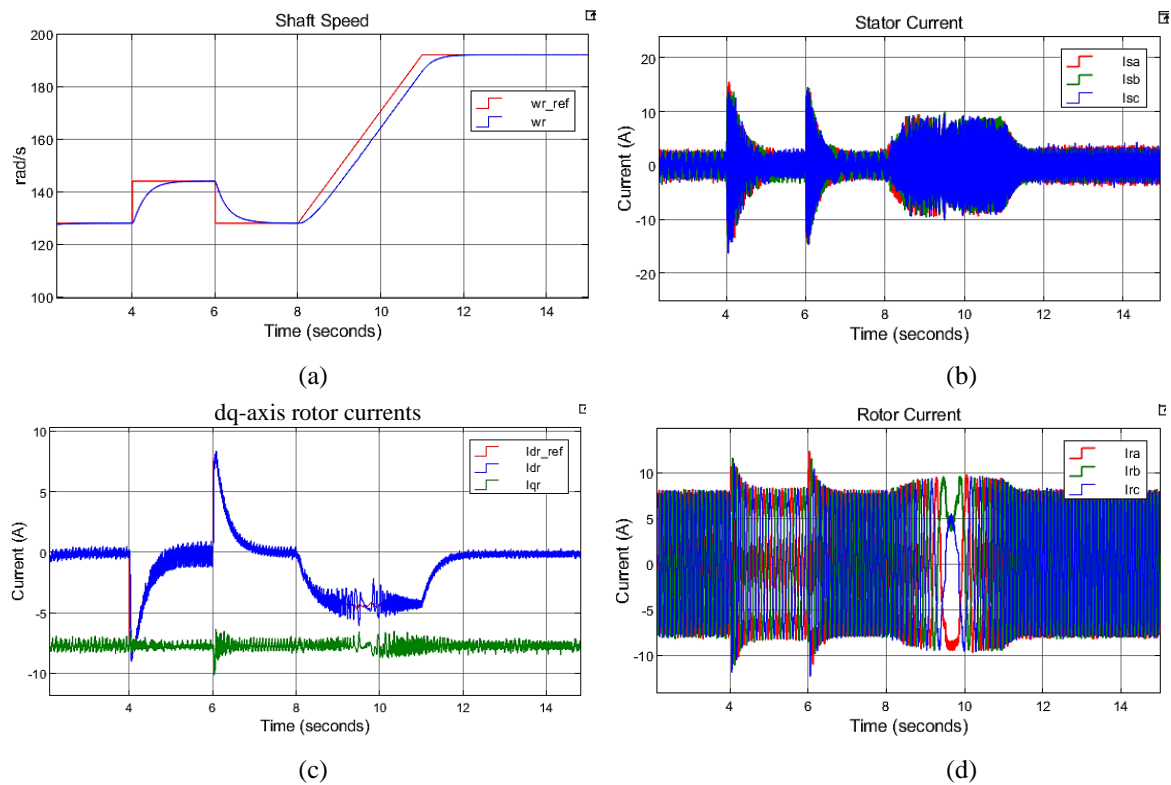 Shaft Speed
200
180
160
140
120
100
rad/s
wr_ref
wr
4
6
8
10
12
14
Time (seconds)
(a)
Stator Current
20
10
0
-10
-20
Current (A)
Isa
Isb
Isc
4
6
8
10
12
14
Time (seconds)
(b)
dq-axis rotor currents
10
5
0
-5
-10
Current (A)
Idr_ref
Idr
Iqr
4
6
8
10
12
14
Time (seconds)
(c)
Rotor Current
10
5
0
-5
-10
Current (A)
Ira
Irb
Irc
4
6
8
10
12
14
Time (seconds)
(d)